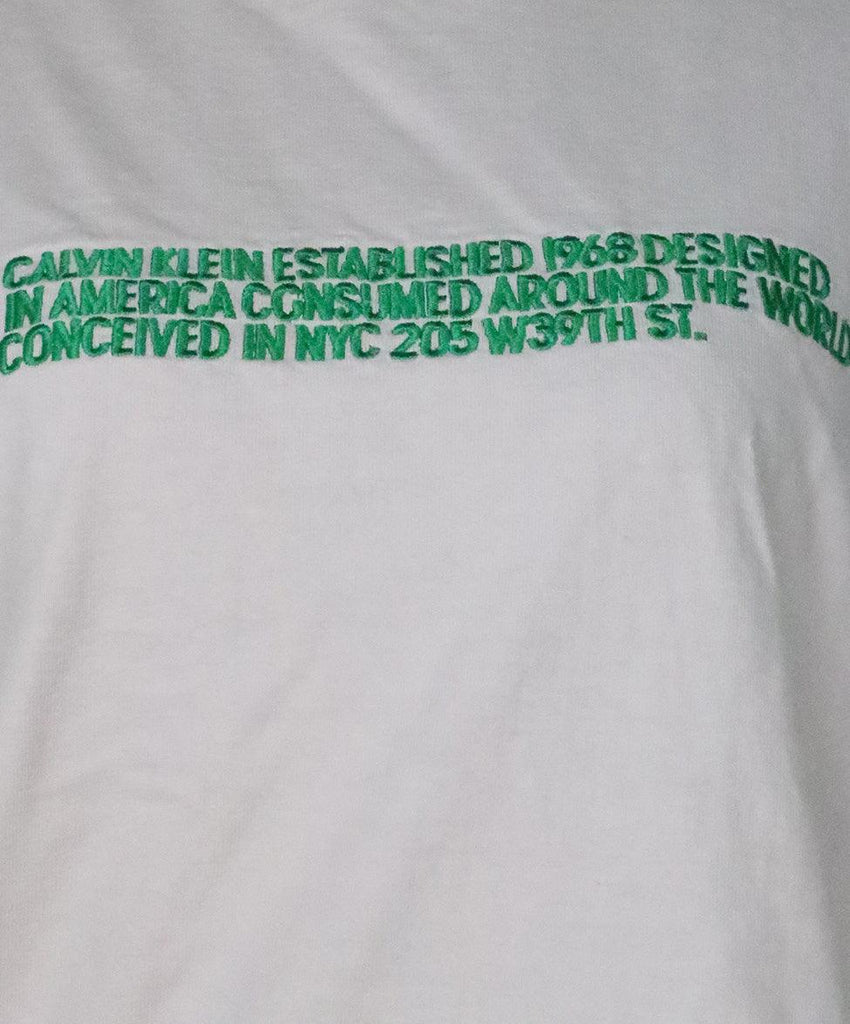 CALVIN KLEIN ESTABLISHED 1968 DESIGNED
IN AMERICA CONSUMED AROUND THE WORLD
CONCEIVED IN NYC 205 W39TH ST.